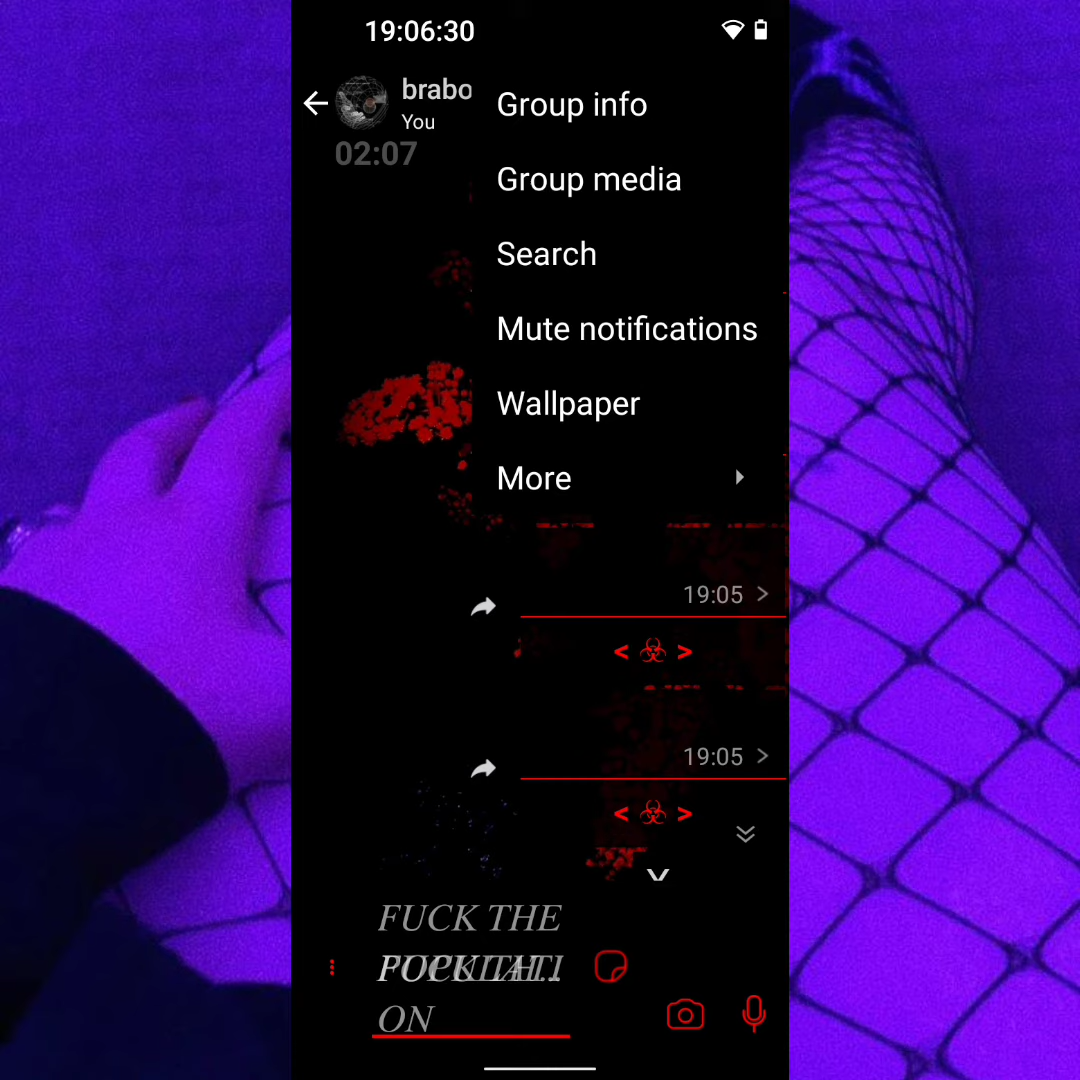 19:06:30
brabo
You
02:07
Group info
Group media
Search
Mute notifications
Wallpaper
More
19:05 >
< ☣ >
19:05 >
< ☣ >
FUCK THE
ON